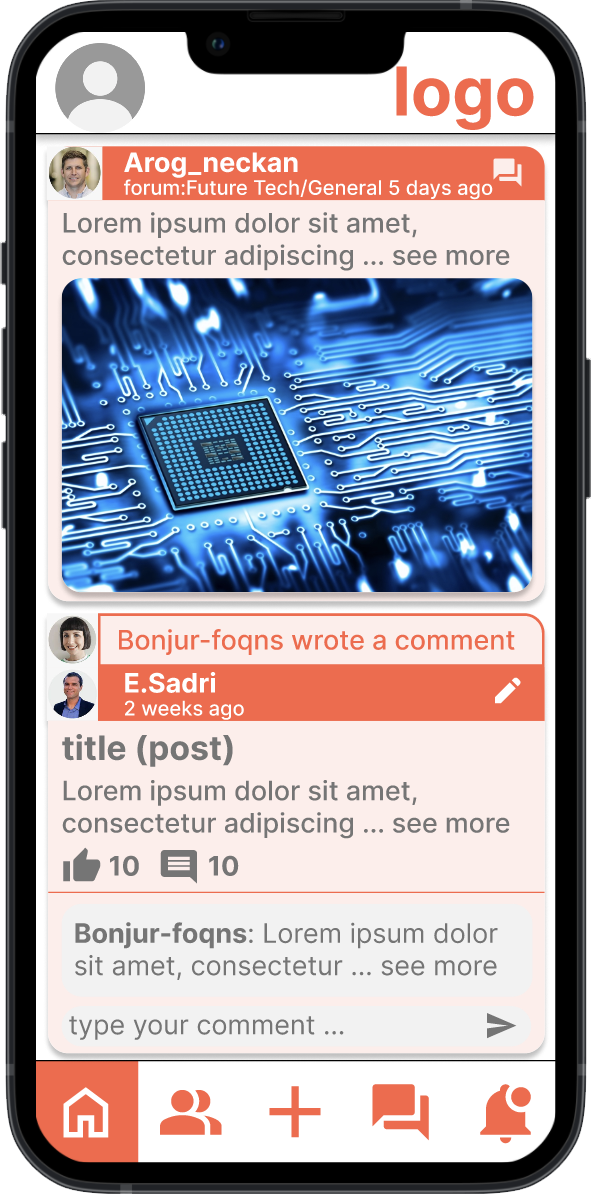 logo
Arog_neckan
forum:Future Tech/General 5 days ago
Lorem ipsum dolor sit amet,
consectetur adipiscing ... see more
Bonjur-foqns wrote a comment
E.Sadri
2 weeks ago
title (post)
Lorem ipsum dolor sit amet,
consectetur adipiscing ... see more
10 10
Bonjur-foqns: Lorem ipsum dolor
sit amet, consectetur ... see more
type your comment ...